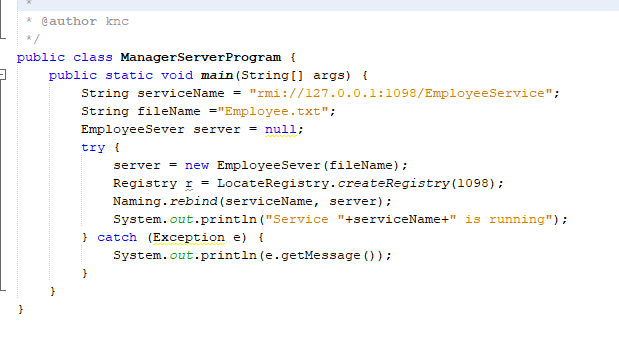 *
* @author knc
*/
public class ManagerServerProgram {
public static void main(String[] args) {
String serviceName = "rmi://127.0.0.1:1098/EmployeeService";
String fileName ="Employee.txt";
EmployeeSever server = null;
try {
server = new EmployeeSever(fileName);
Registry r = LocateRegistry.createRegistry(1098);
Naming.rebind(serviceName, server);
System.out.println("Service "+serviceName+" is running");
} catch (Exception e) {
System.out.println(e.getMessage());
}
}
}